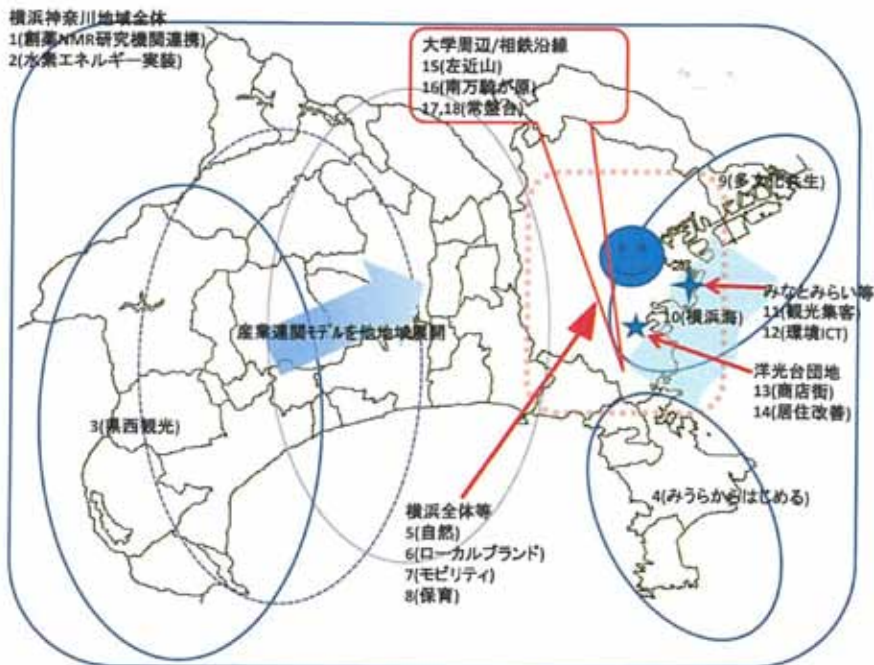 横浜神奈川地域全体
1(創薬NMR研究機関連携)
2(水素エネルギー実装)
大学周辺/相鉄沿線
15(左近山)
16(南万騎が原)
17,18(常盤台)
9(多文化共生)
みなとみらい等
11(観光集客)
12(環境ICT)
10(横浜海)
産業連関モデルを他地域展開
洋光台団地
13(商店街)
14(居住改善)
3(県西観光)
4(みうらからはじめる)
横浜全体等
5(自然)
6(ローカルブランド)
7(モビリティ)
8(保育)